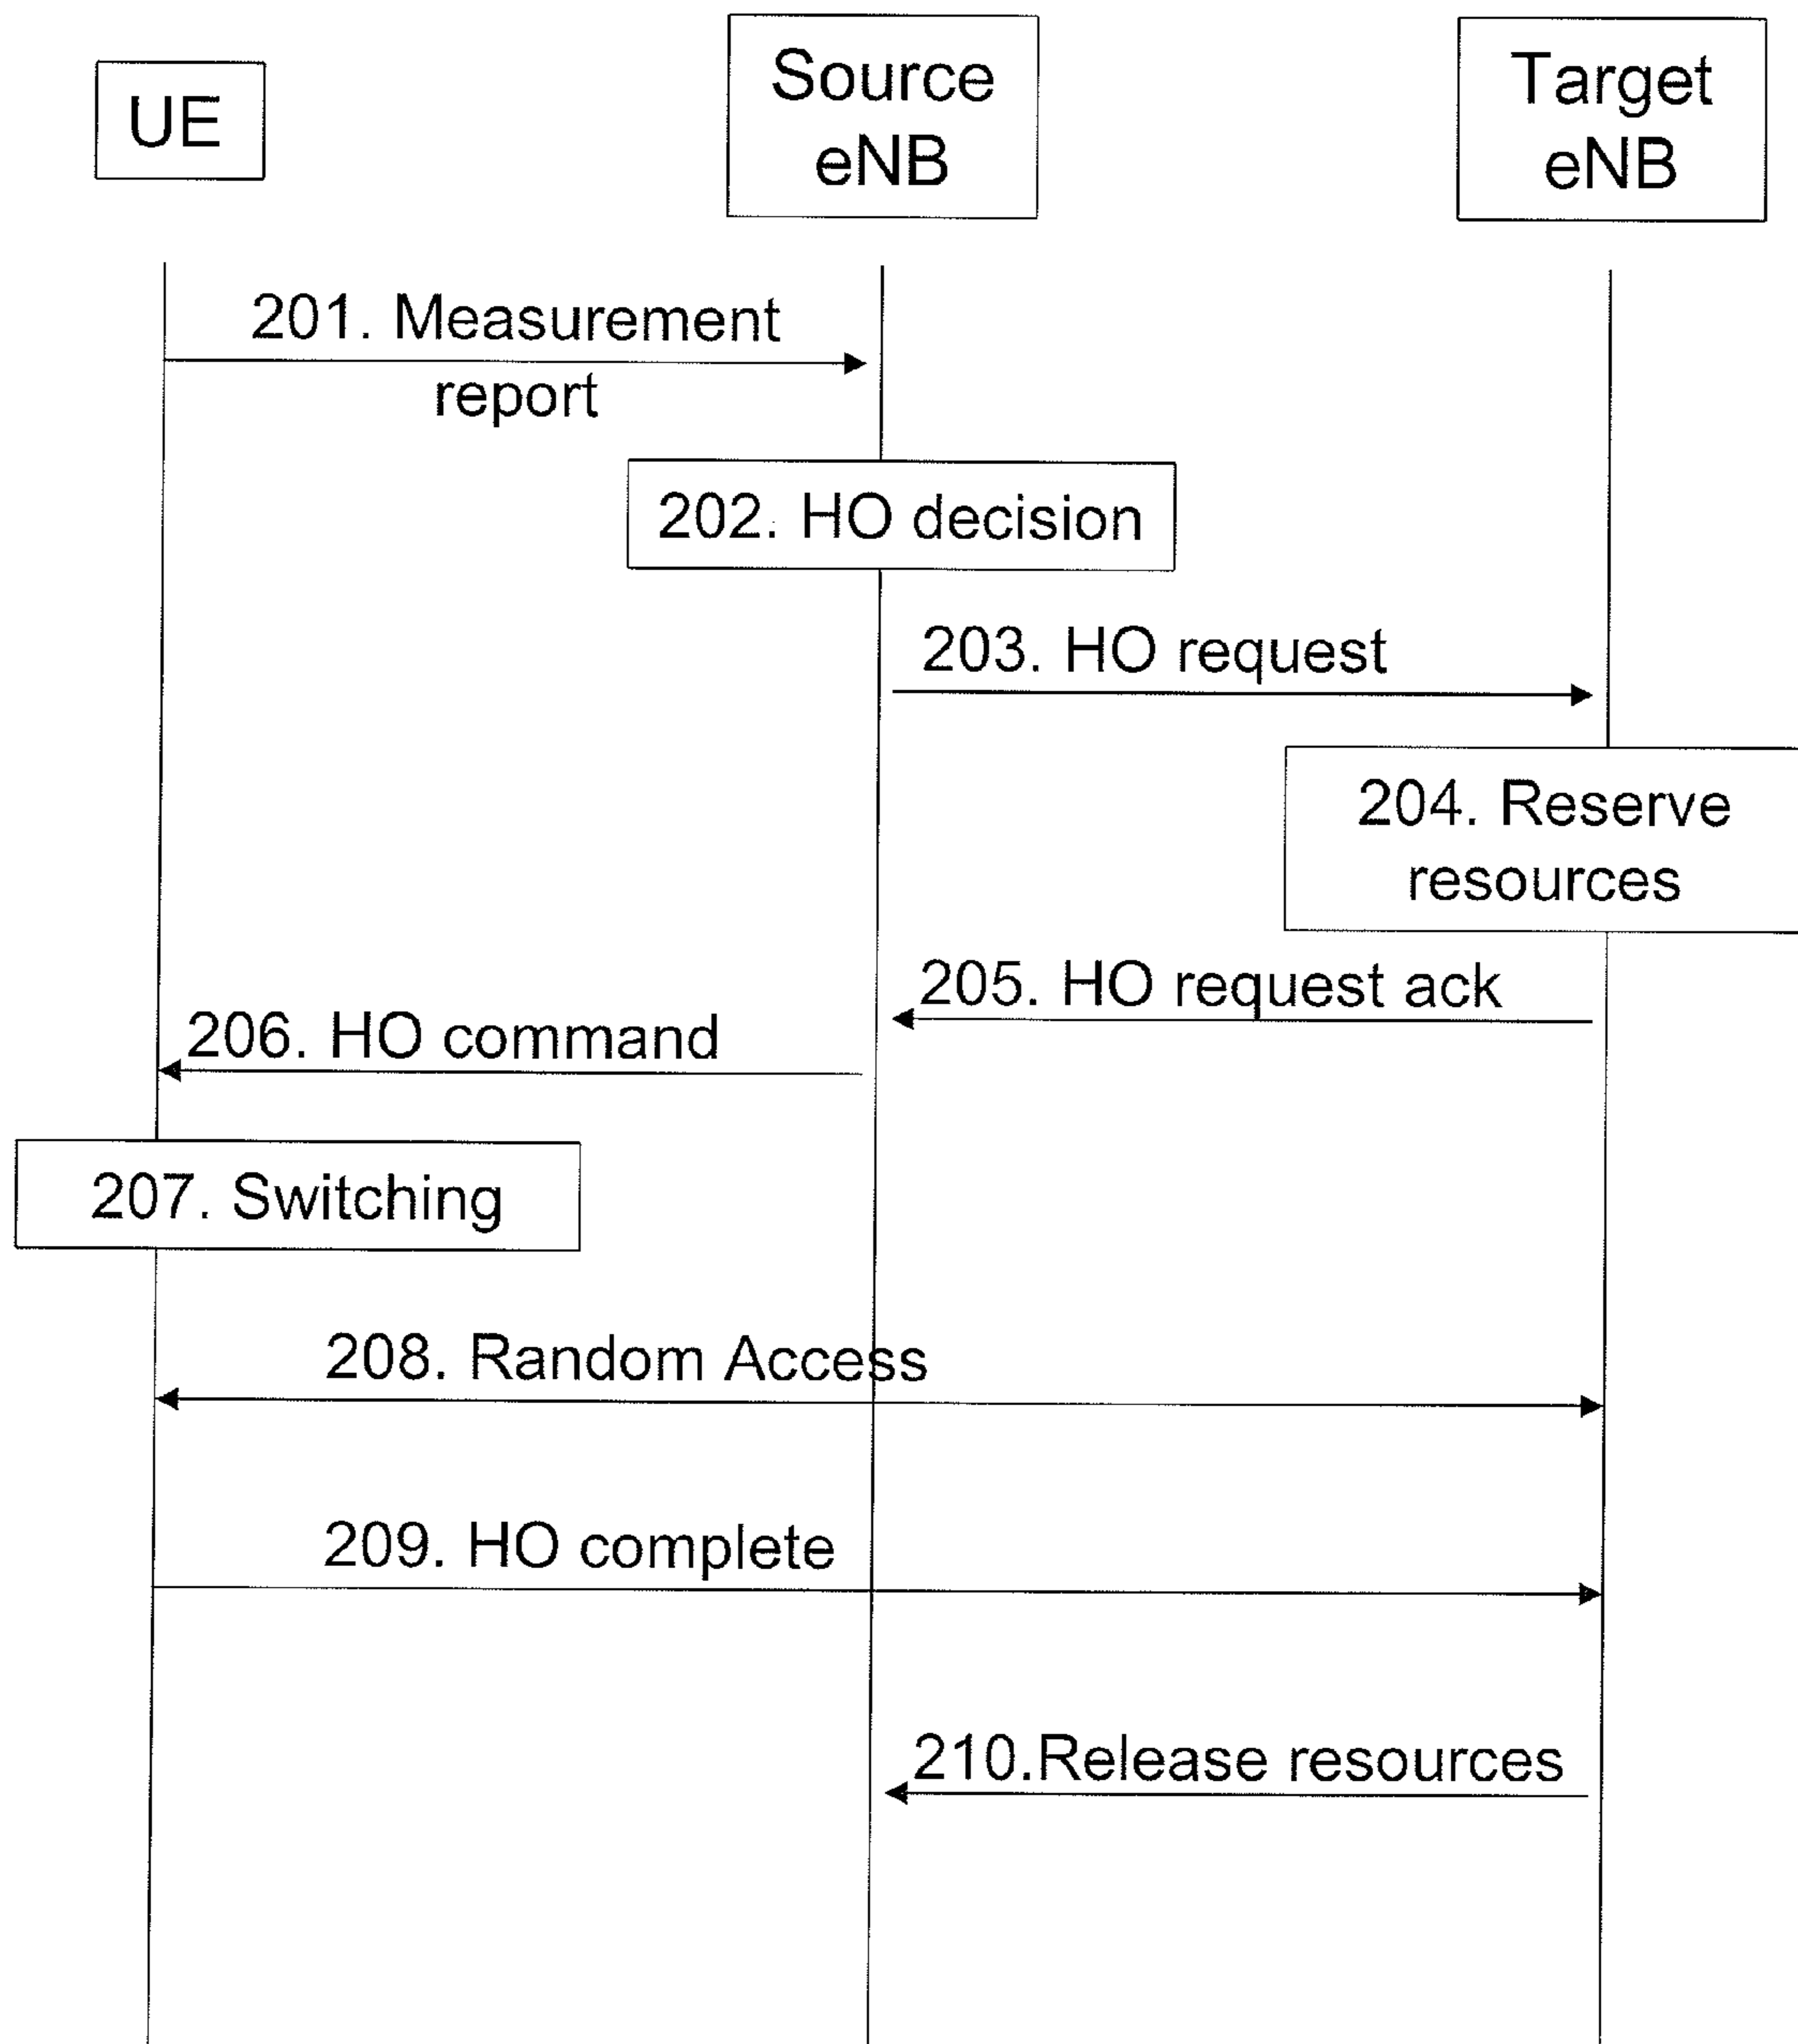 UE
Source
eNB
Target
eNB
201. Measurement
report
202. HO decision
203. HO request
204. Reserve
resources
205. HO request ack
206. HO command
207. Switching
208. Random Access
209. HO complete
210.Release resources